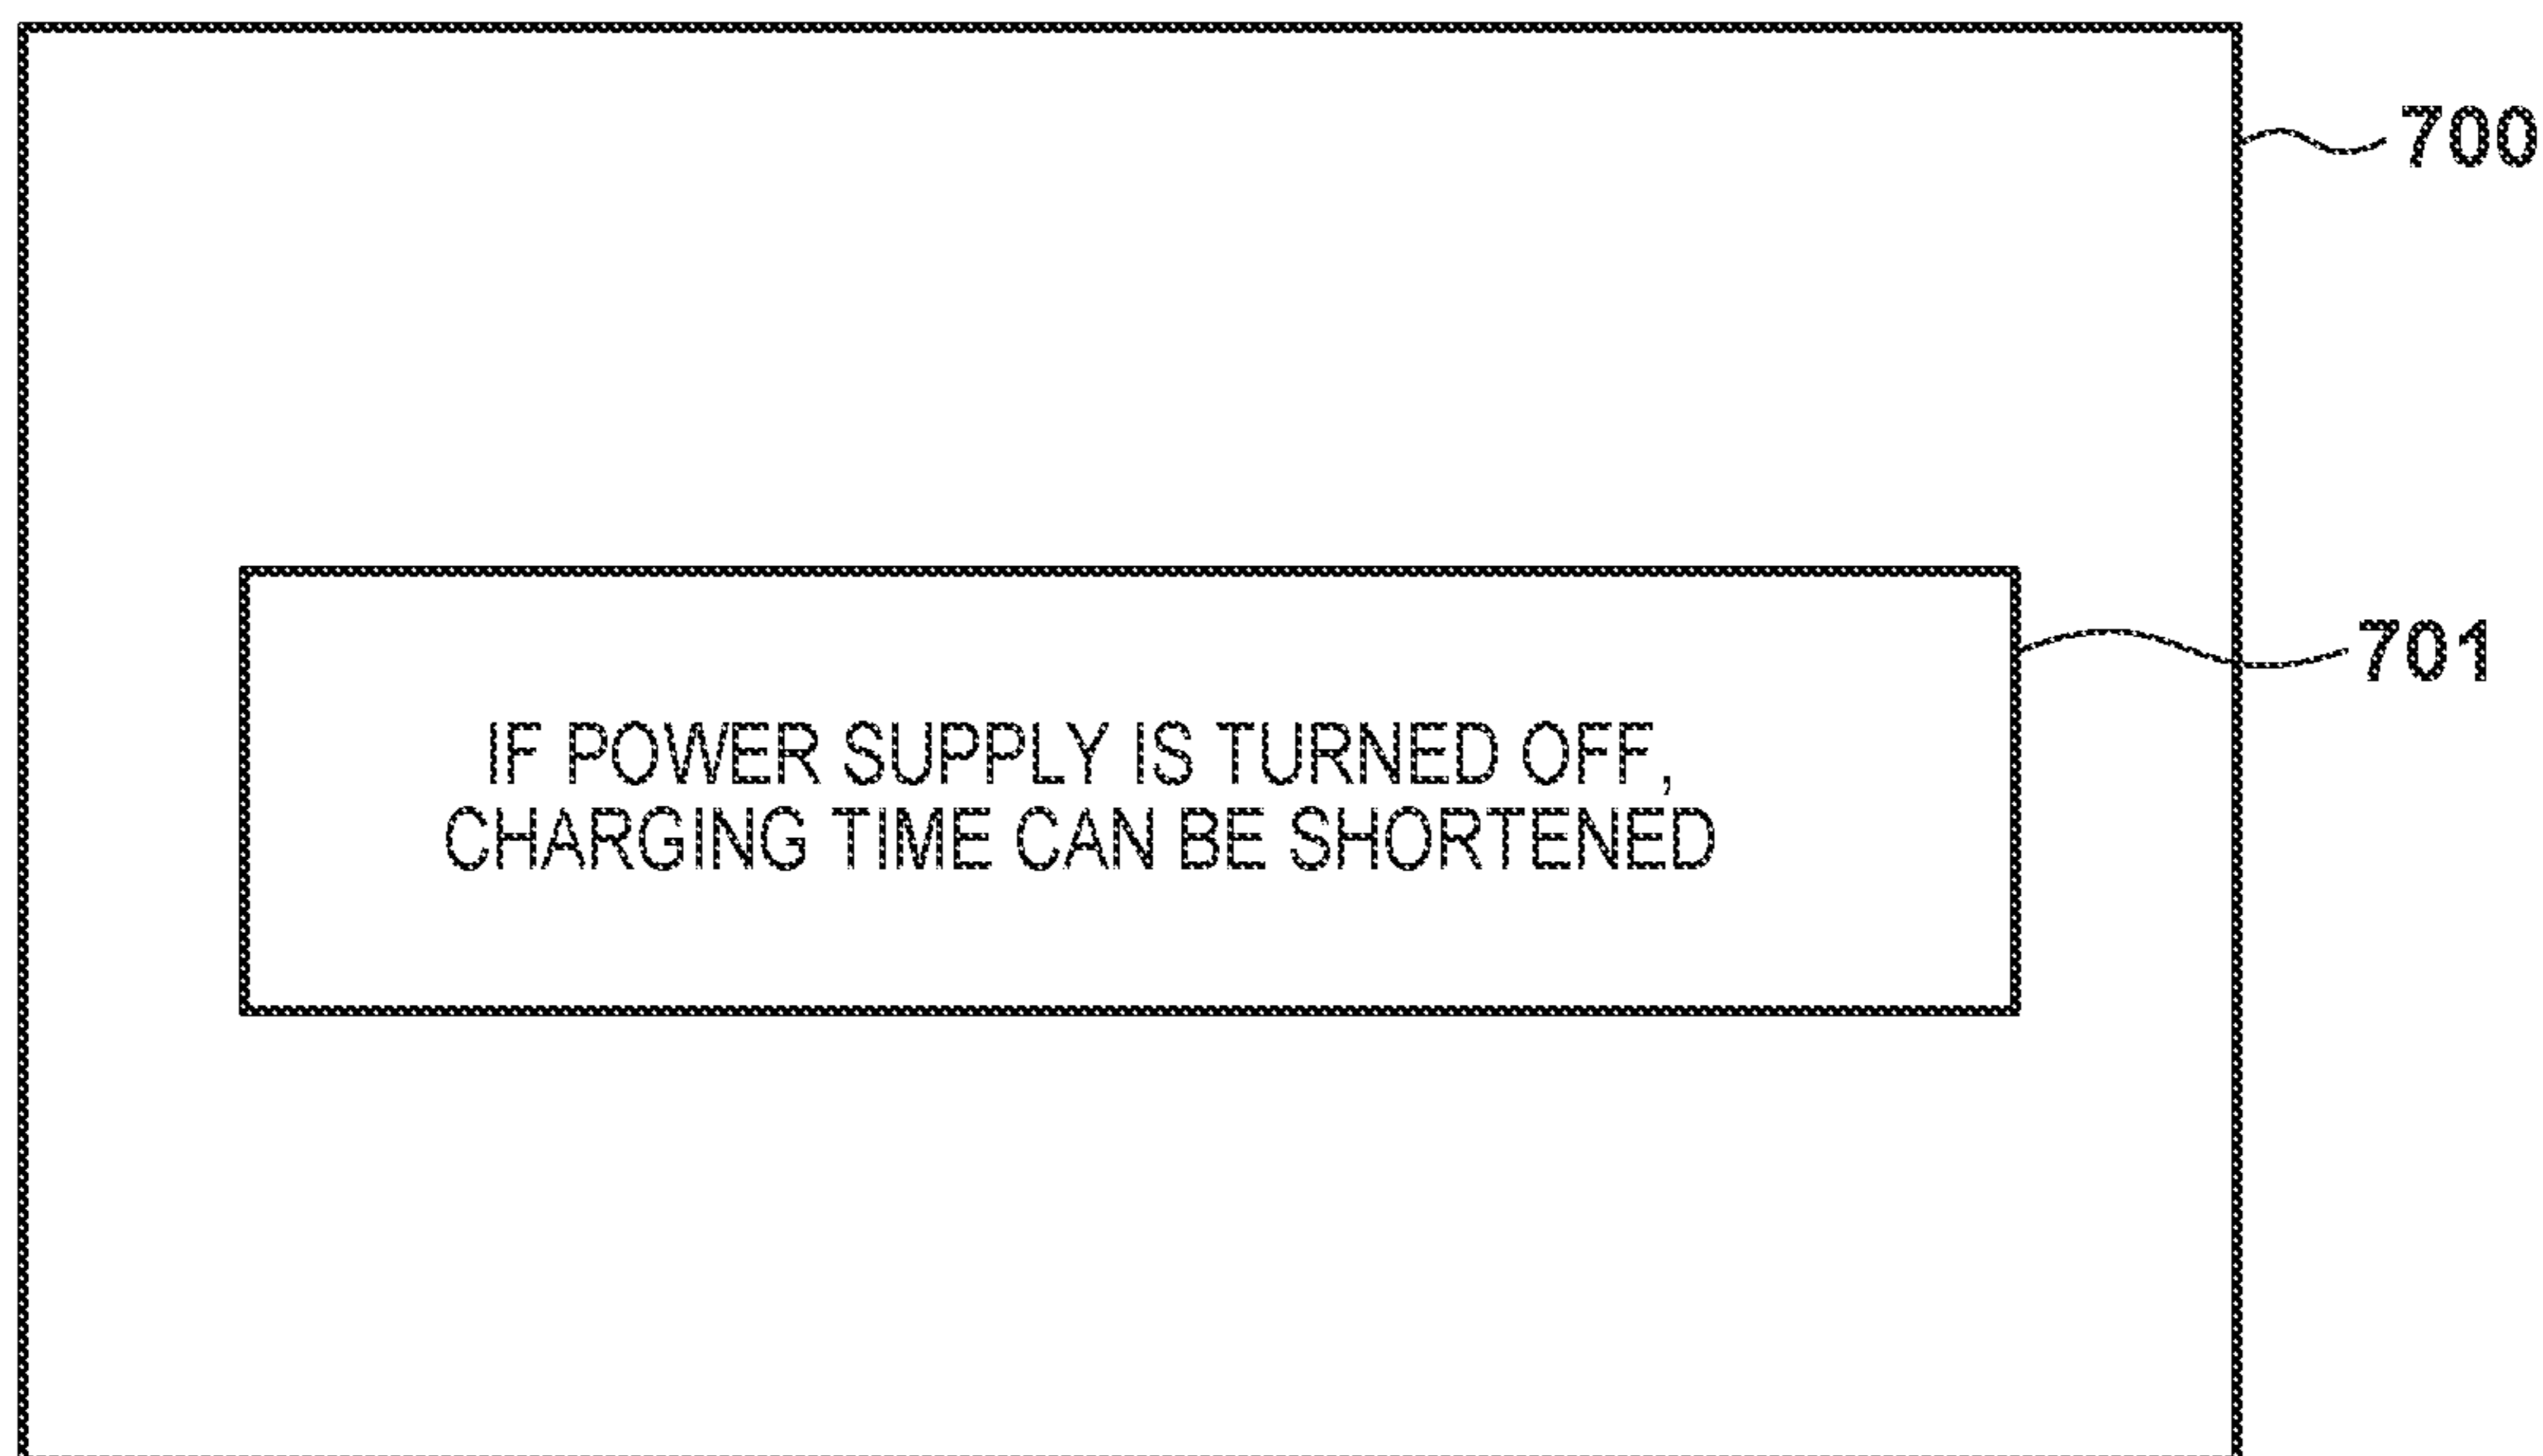 700
701
IF POWER SUPPLY IS TURNED OFF,
CHARGING TIME CAN BE SHORTENED